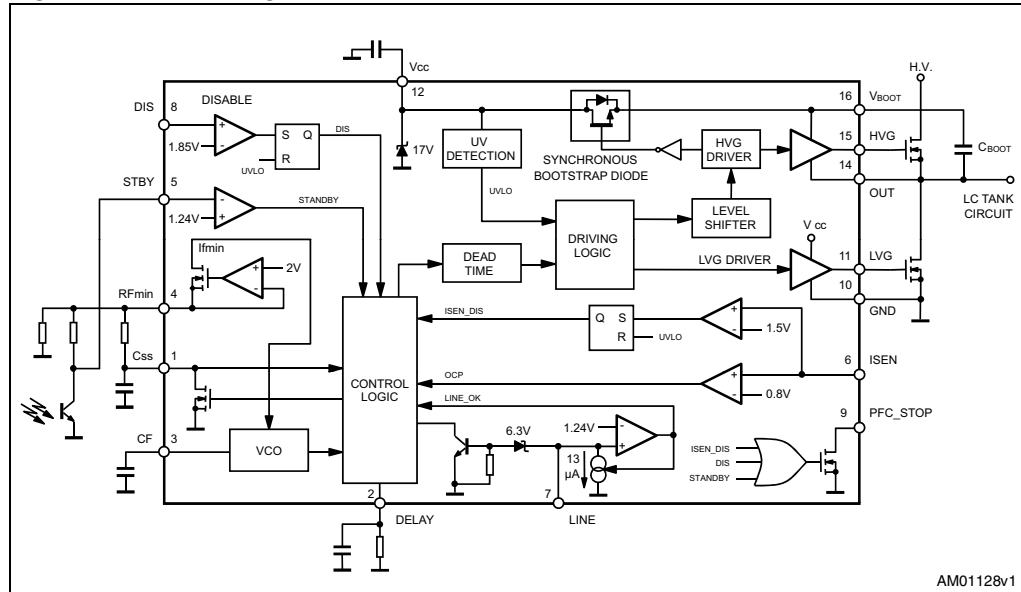 Vcc
H.V.
12
16 VBOOT
DIS 8 DISABLE
S Q DIS
1.85V
R
UVLO
17V
UV
DETECTION
SYNCHRONOUS
BOOTSTRAP DIODE
HVG
DRIVER
15 HVG
CBOOT
14
OUT
LC TANK
CIRCUIT
STBY 5
STANDBY
1.24V
UVLO
DRIVING
LOGIC
LEVEL
SHIFTER
Vcc
Ifmin
2V
DEAD
TIME
LVG DRIVER
11 LVG
10
GND
RFmin 4
ISEN_DIS
Q S
R
UVLO
1.5V
Css 1
CONTROL
LOGIC
OCP
6 ISEN
0.8V
LINE_OK
9 PFC_STOP
CF 3
VCO
6.3V
1.24V
13
µA
ISEN_DIS
DIS
STANDBY
2
DELAY
7
LINE
AM01128v1